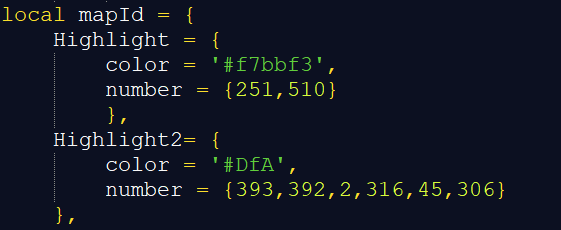 local mapId = {
    Highlight = {
        color = '#f7bbf3',
        number = {251,510}
        },
    Highlight2= {
        color = '#DfA',
        number = {393,392,2,316,45,306}
    },